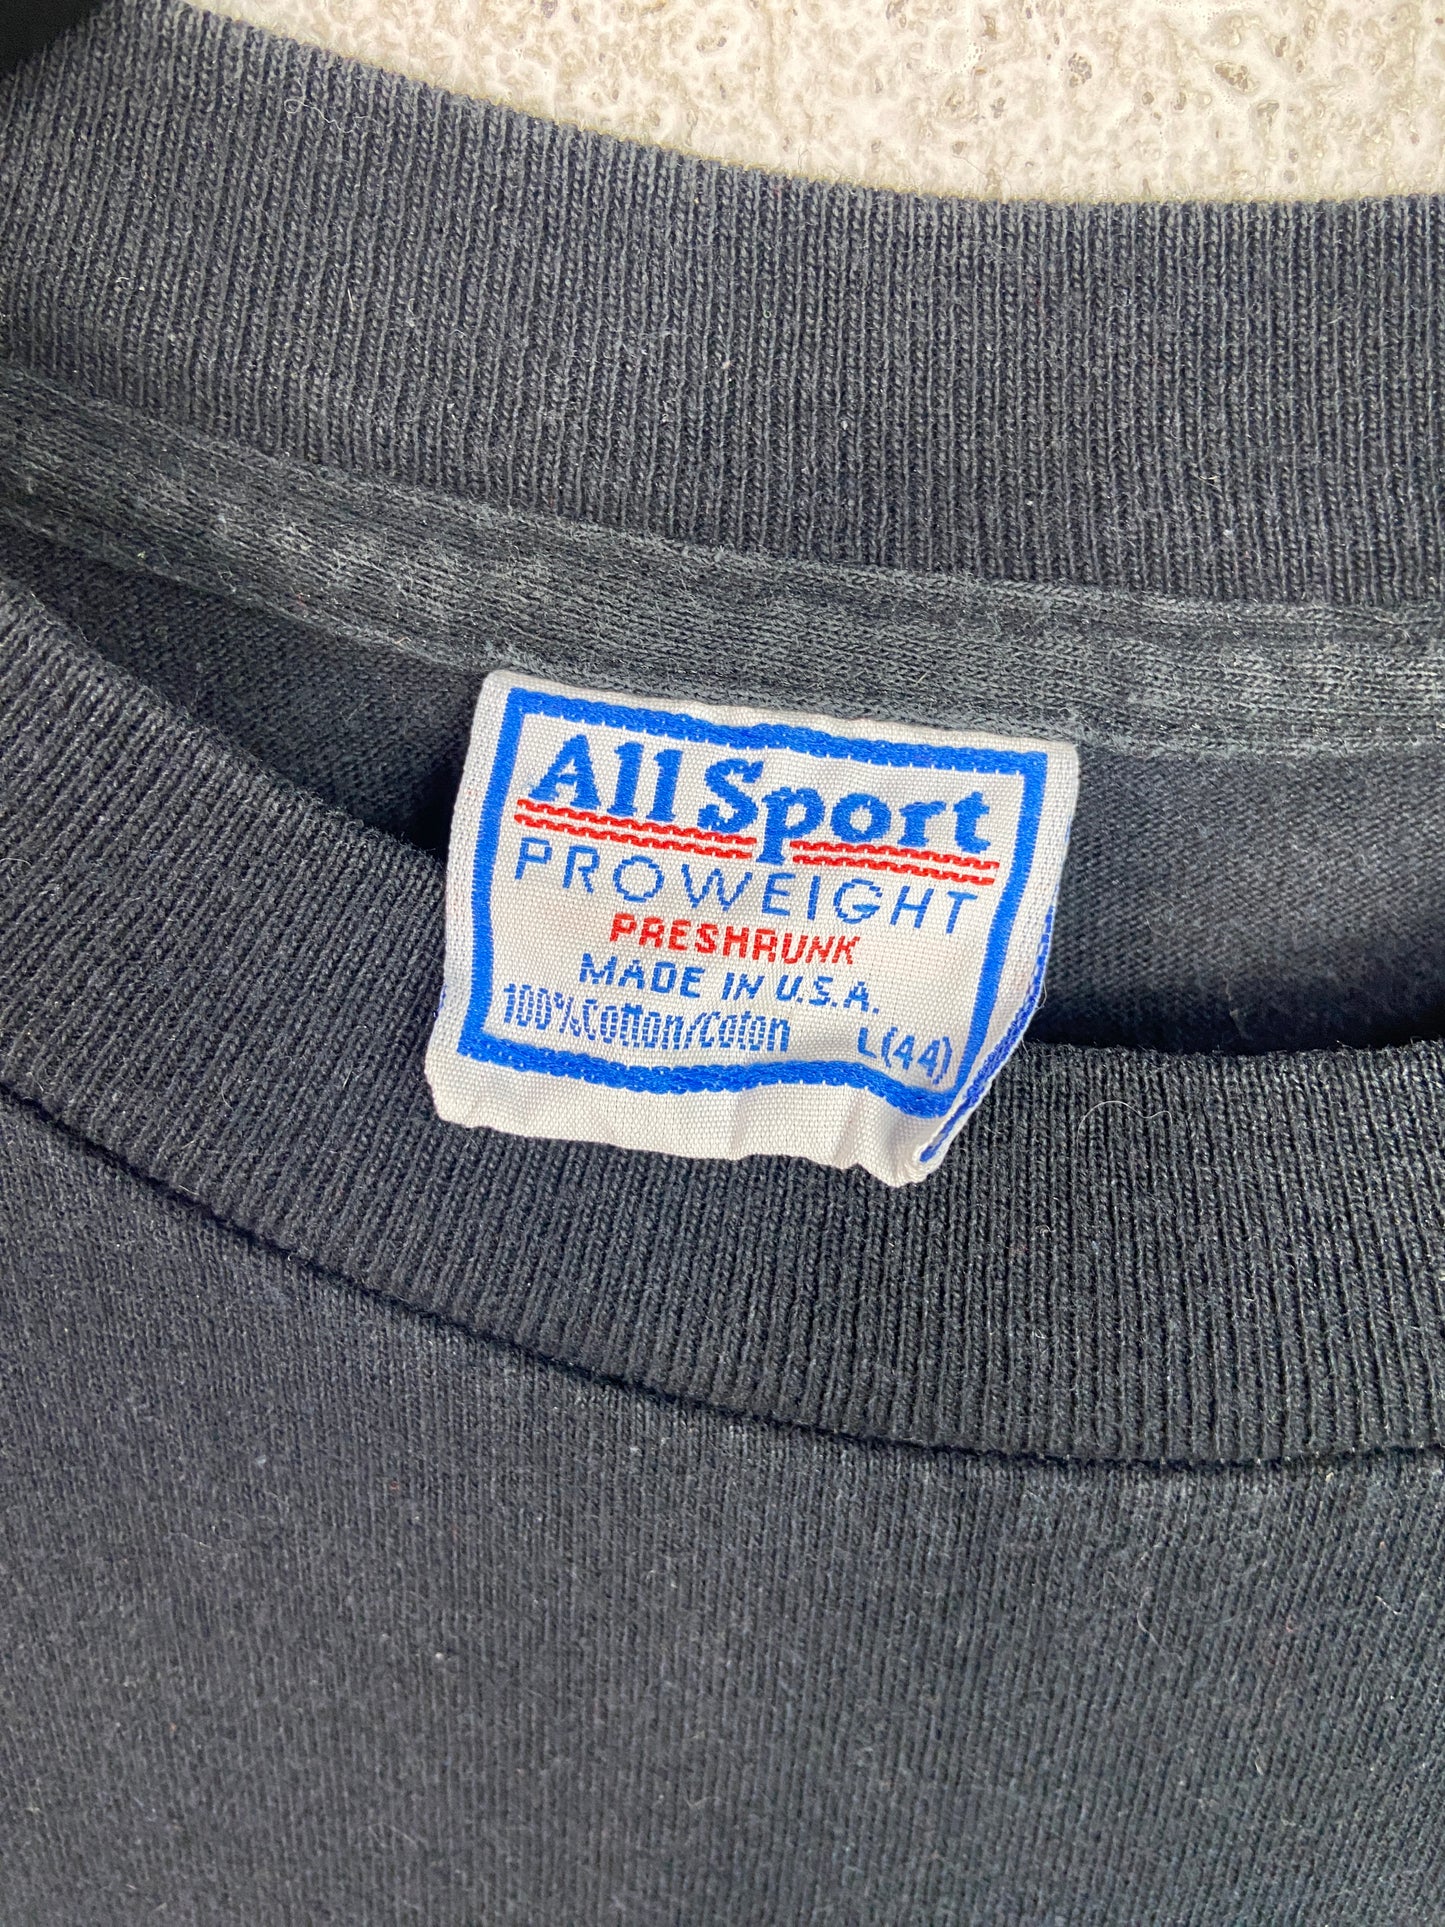 All Sport
PROWEIGHT
PRESHRUNK
MADE IN U.S.A.
100% Cotton/Coton L(44)